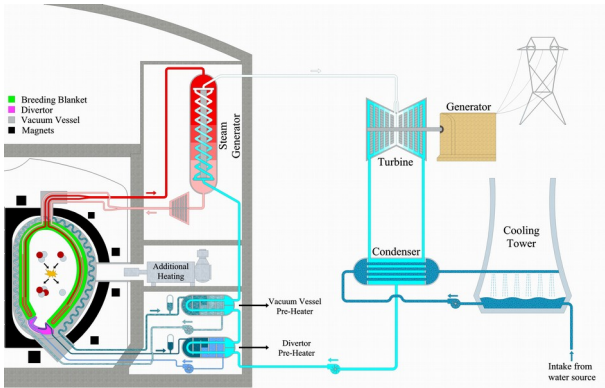 Breeding Blanket
Divertor
Vacuum Vessel
Magnets
Steam
Generator
Turbine
Generator
Condenser
Cooling
Tower
Additional
Heating
Vacuum Vessel
Pre-Heater
Divertor
Pre-Heater
Intake from
water source